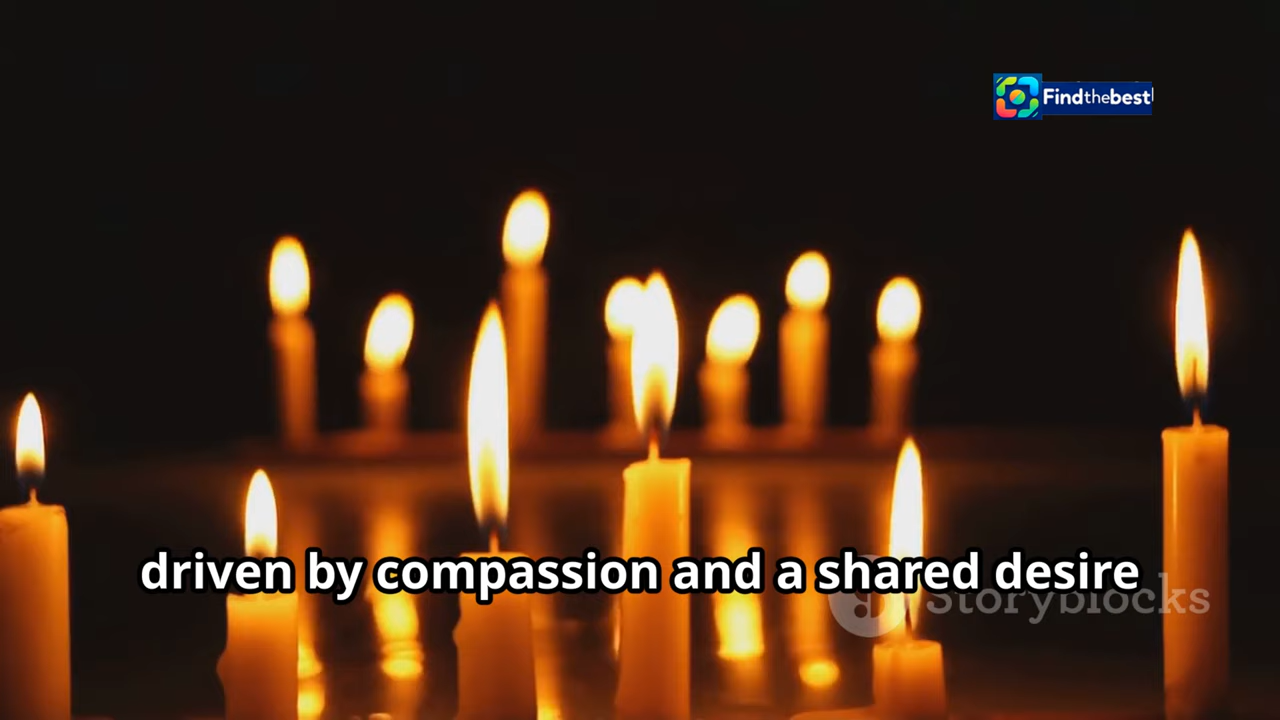 Findthebest
driven by compassion and a shared desire
Storyblocks